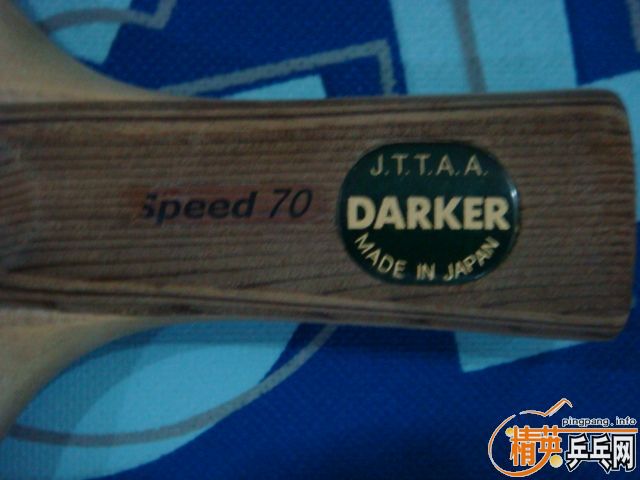 Speed 70
J.T.T.A.A.
DARKER
MADE IN JAPAN
pingpang.info
精英乒乓网